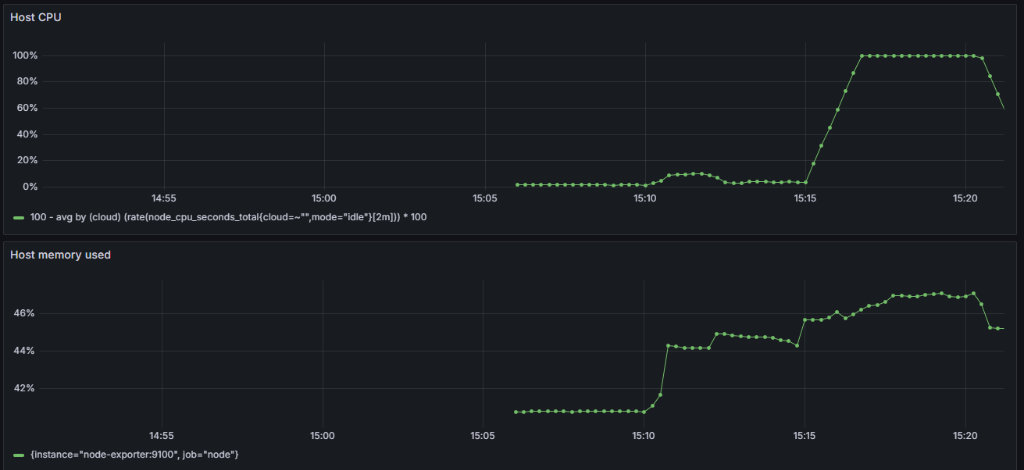 Host CPU
100%
80%
60%
40%
20%
0%
14:55 15:00 15:05 15:10 15:15 15:20
100 - avg by (cloud) (rate(node_cpu_seconds_total{cloud=~"",mode="idle"}[2m])) * 100
Host memory used
46%
44%
42%
14:55 15:00 15:05 15:10 15:15 15:20
{instance="node-exporter:9100", job="node"}